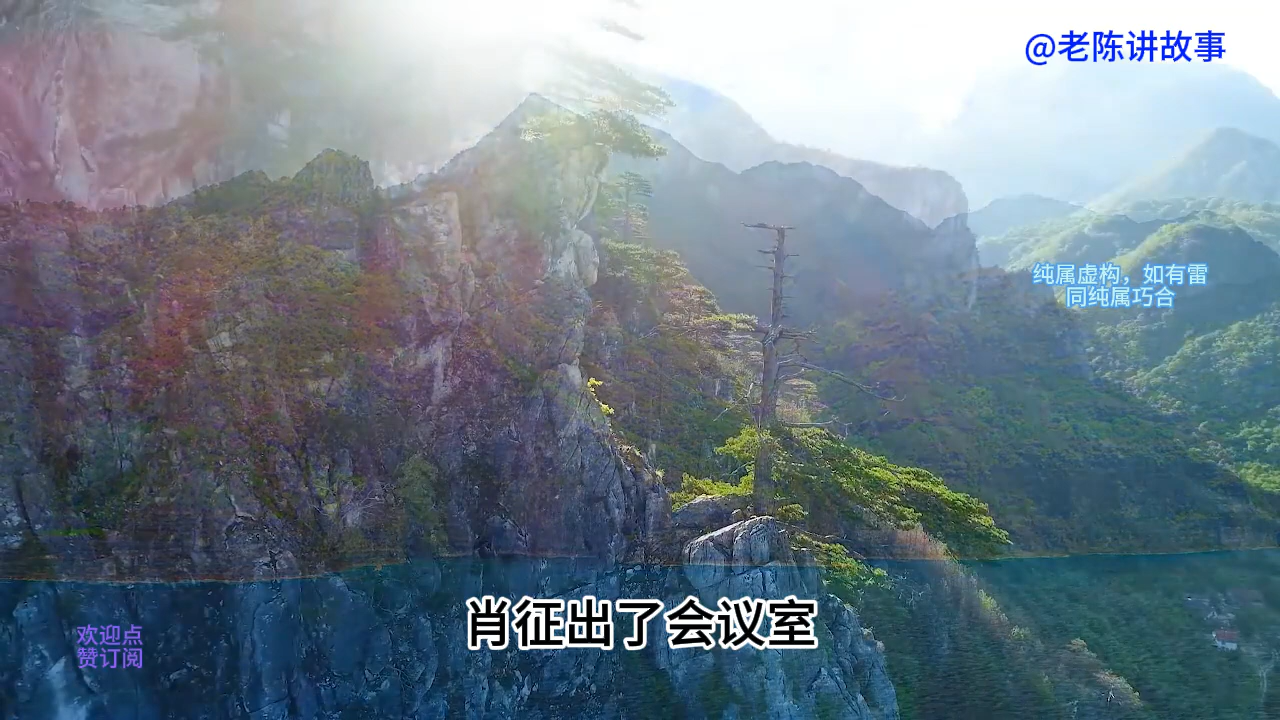 @老陈讲故事
纯属虚构，如有雷
同纯属巧合
肖征出了会议室
欢迎点
赞订阅